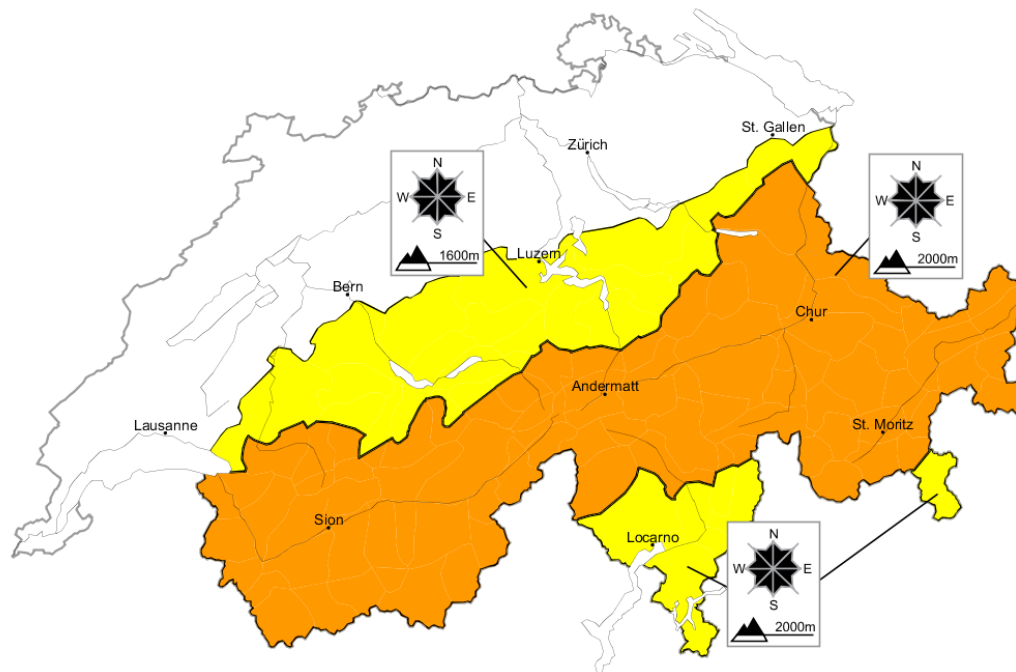 St. Gallen
Zürich
N
W E
S
1600m
N
W E
S
2000m
Luzern
Bern
Chur
Andermatt
Lausanne
St. Moritz
Sion
Locarno
N
W E
S
2000m